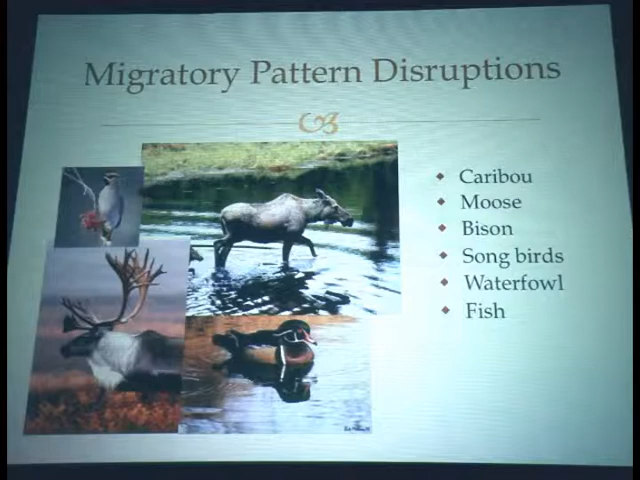 Migratory Pattern Disruptions
Caribou
Moose
Bison
Song birds
Waterfowl
Fish